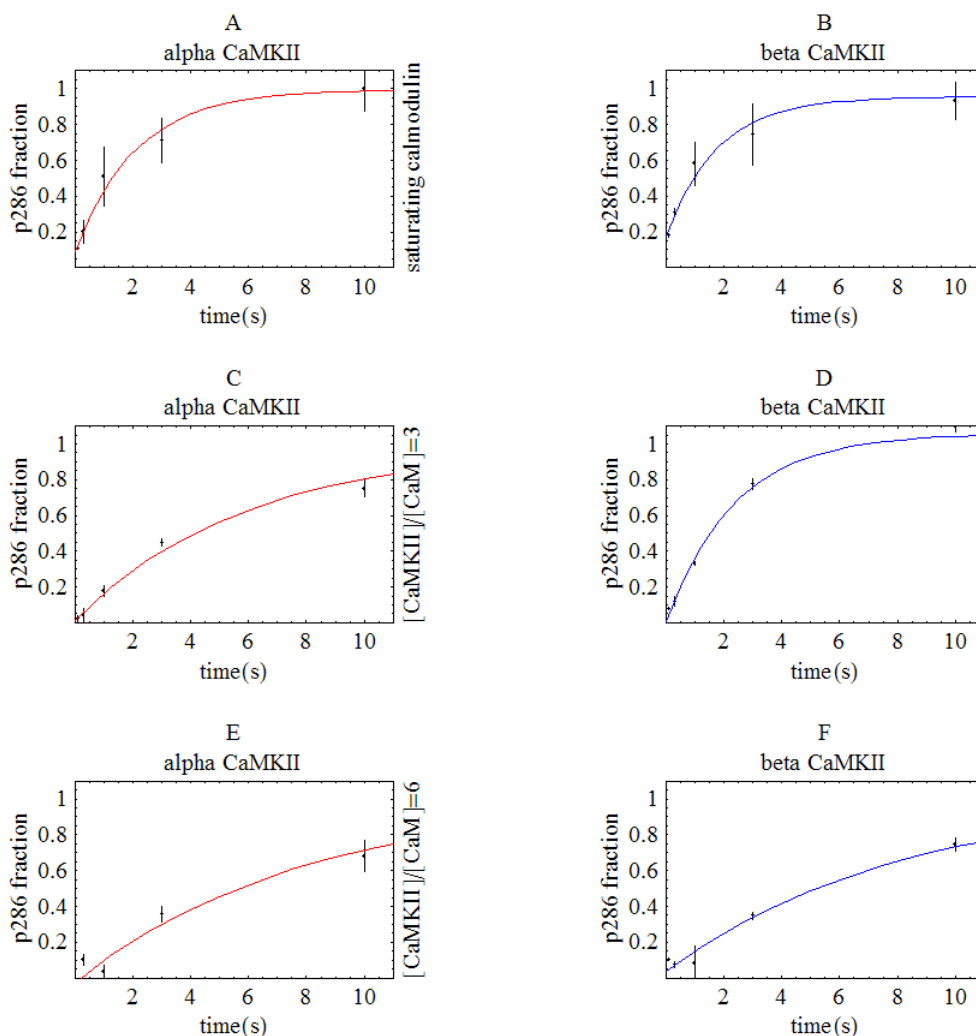 A
alpha CaMKII
p286 fraction
1
0.8
0.6
0.4
0.2
2 4 6 8 10
time(s)
saturating calmodulin
B
beta CaMKII
p286 fraction
1
0.8
0.6
0.4
0.2
2 4 6 8 10
time(s)
C
alpha CaMKII
p286 fraction
1
0.8
0.6
0.4
0.2
2 4 6 8 10
time(s)
[CaMKII]/[CaM]=3
D
beta CaMKII
p286 fraction
1
0.8
0.6
0.4
0.2
2 4 6 8 10
time(s)
E
alpha CaMKII
p286 fraction
1
0.8
0.6
0.4
0.2
2 4 6 8 10
time(s)
[CaMKII]/[CaM]=6
F
beta CaMKII
p286 fraction
1
0.8
0.6
0.4
0.2
2 4 6 8 10
time(s)